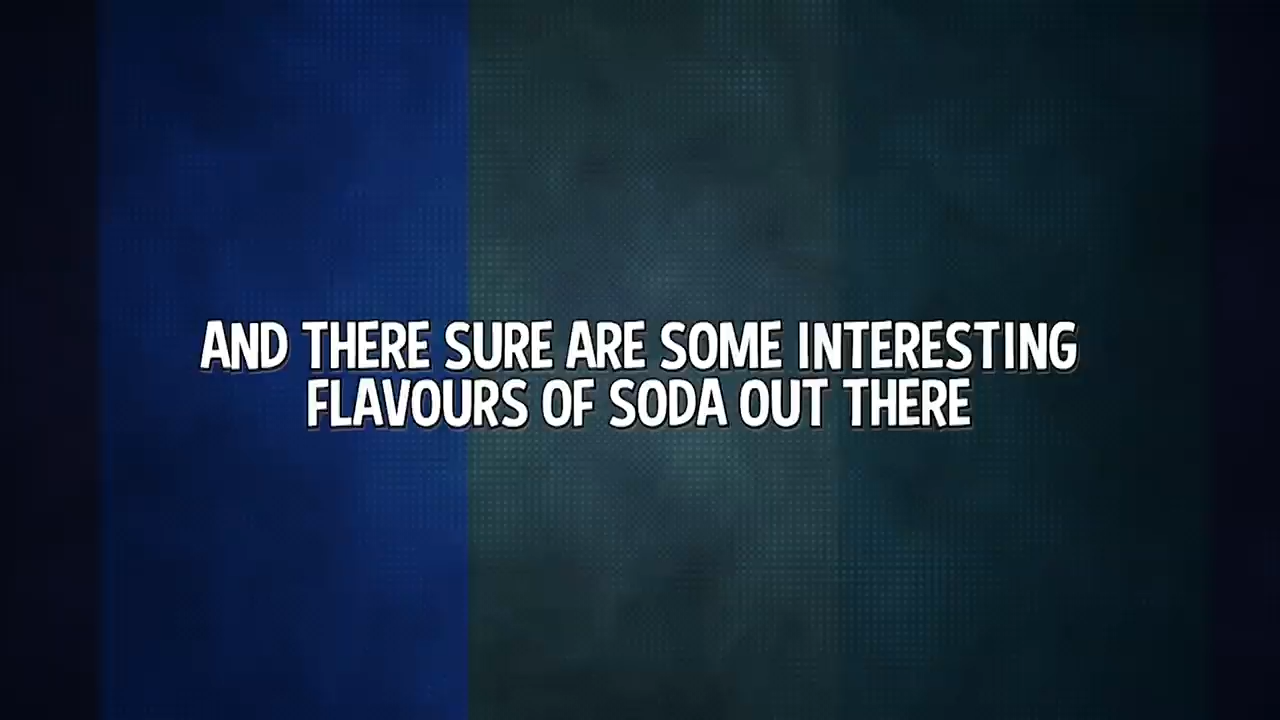 AND THERE SURE ARE SOME INTERESTING
FLAVOURS OF SODA OUT THERE